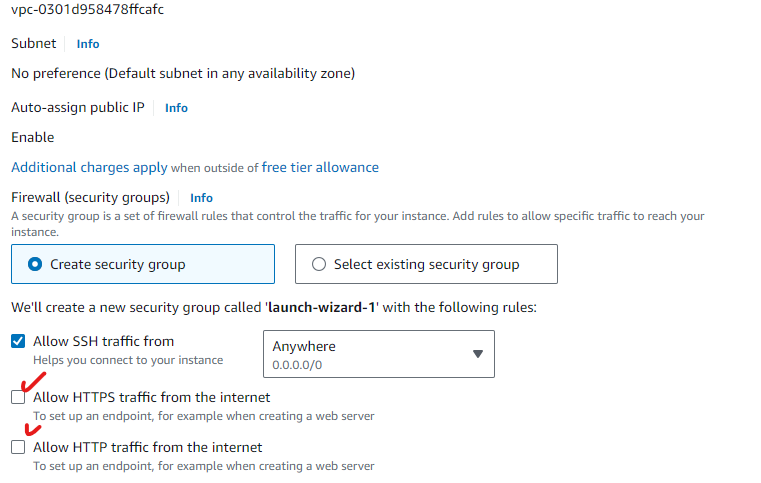 vpc-0301d958478ffcafc
Subnet Info
No preference (Default subnet in any availability zone)
Auto-assign public IP Info
Enable
Additional charges apply when outside of free tier allowance
Firewall (security groups) Info
A security group is a set of firewall rules that control the traffic for your instance. Add rules to allow specific traffic to reach your
instance.
Create security group Select existing security group
We'll create a new security group called 'launch-wizard-1' with the following rules:
Allow SSH traffic from
Helps you connect to your instance
Anywhere
0.0.0.0/0
Allow HTTPS traffic from the internet
To set up an endpoint, for example when creating a web server
Allow HTTP traffic from the internet
To set up an endpoint, for example when creating a web server